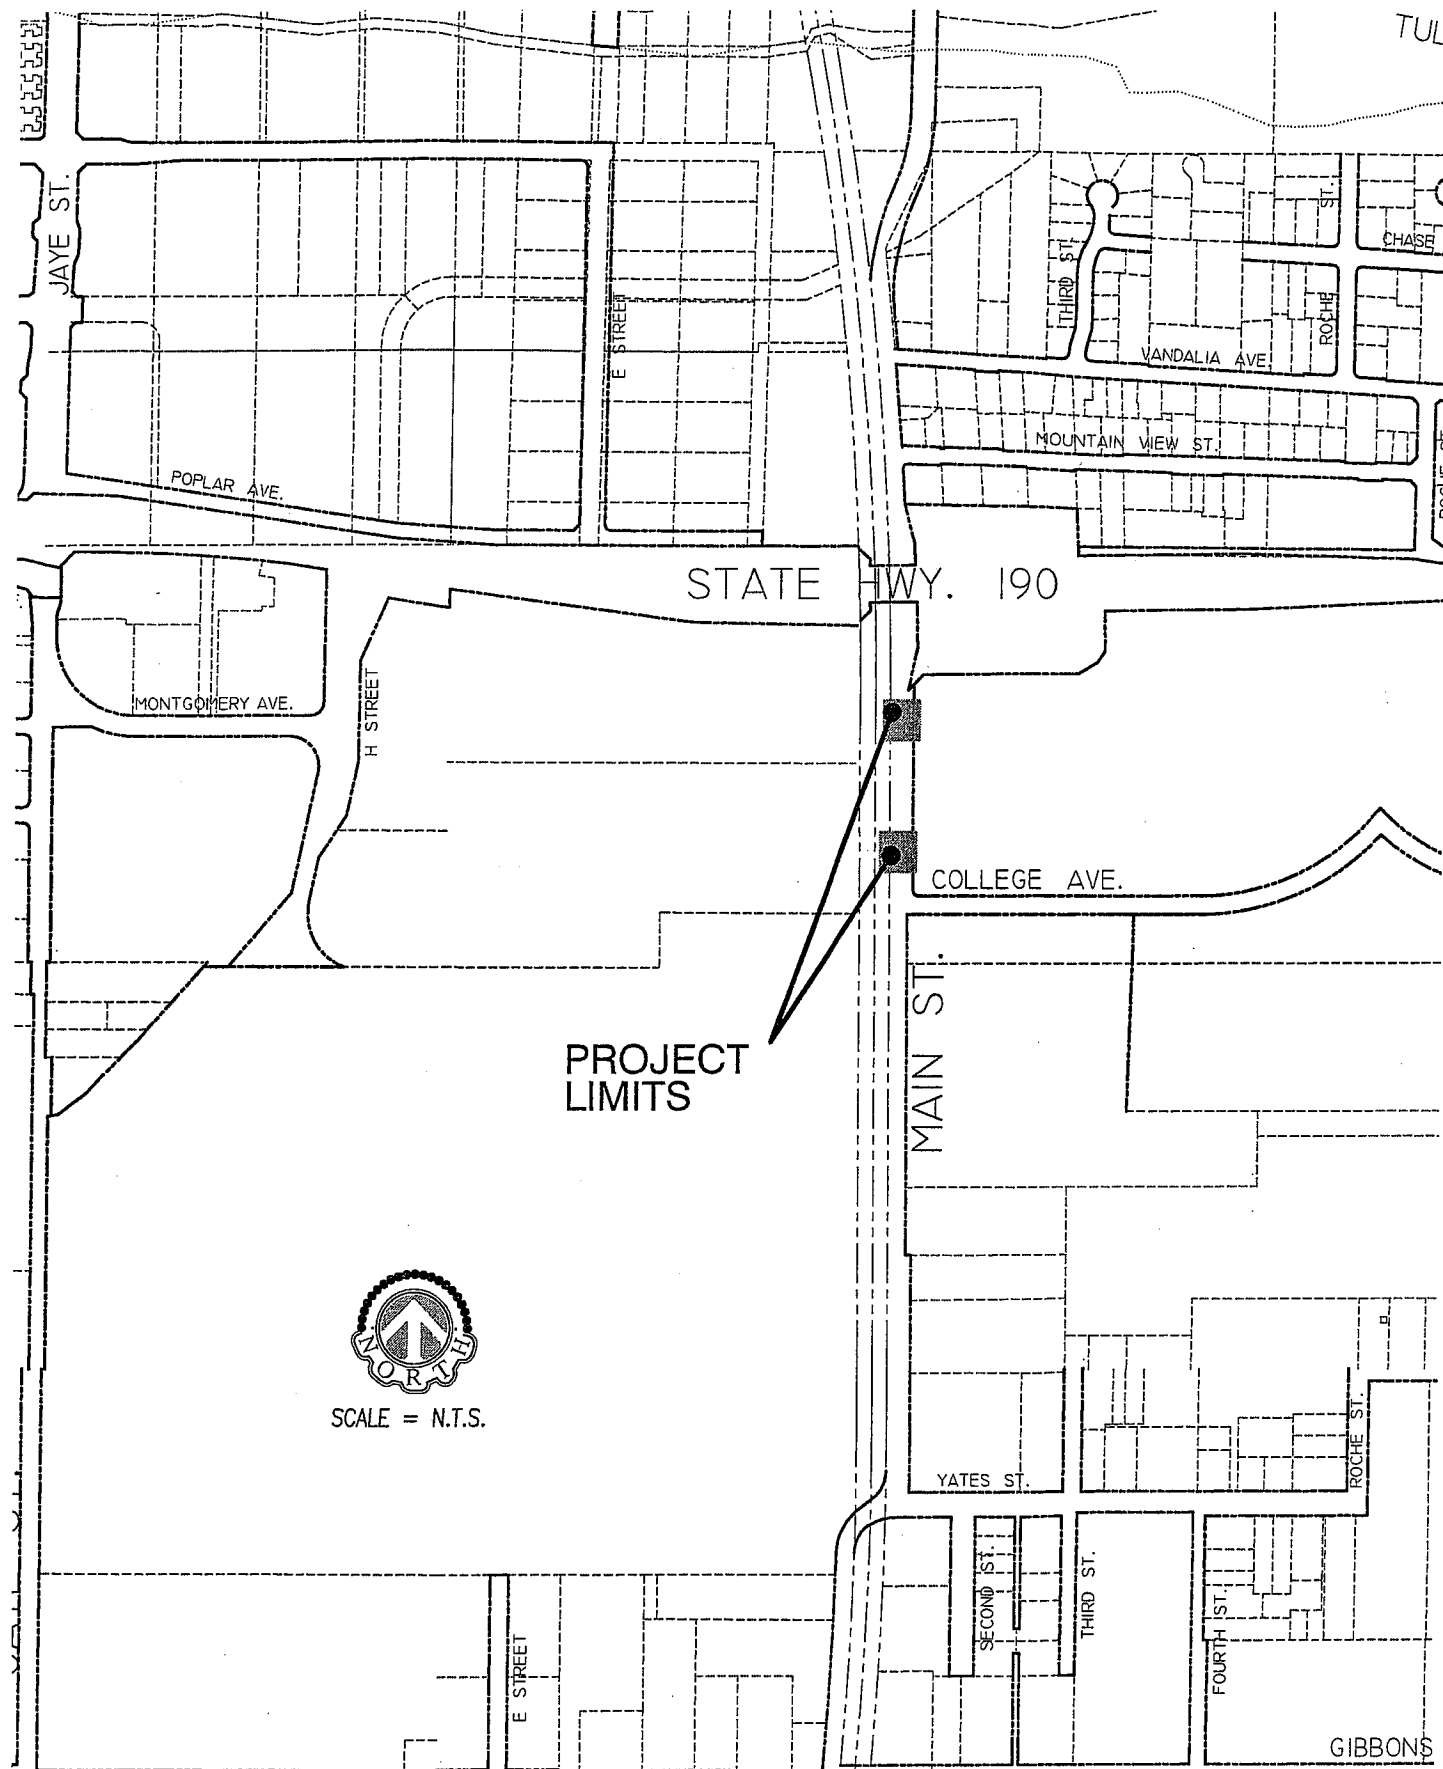 TUL
JAYE ST.
THIRD ST.
ROCHE ST.
CHASE
E STREET
VANDALIA AVE.
MOUNTAIN VIEW ST.
POPLAR AVE.
STATE HWY. 190
MONTGOMERY AVE.
H STREET
COLLEGE AVE.
MAIN ST.
PROJECT
LIMITS
NORTH
SCALE = N.T.S.
YATES ST.
ROCHE ST.
SECOND ST.
THIRD ST.
FOURTH ST.
E STREET
GIBBONS